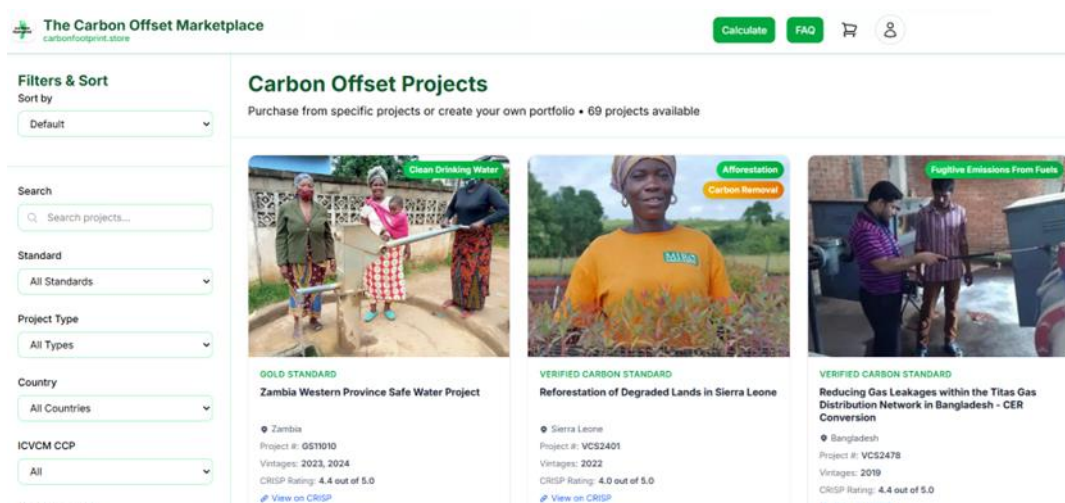 The Carbon Offset Marketplace
carbonfootprint.store
Calculate
FAQ
Filters & Sort
Sort by
Default
Search
Search projects...
Standard
All Standards
Project Type
All Types
Country
All Countries
ICVCM CCP
All
Carbon Offset Projects
Purchase from specific projects or create your own portfolio • 69 projects available
Clean Drinking Water
GOLD STANDARD
Zambia Western Province Safe Water Project
Zambia
Project #: GS11010
Vintages: 2023, 2024
CRISP Rating: 4.4 out of 5.0
View on CRISP
Afforestation
Carbon Removal
MIRO
VERIFIED CARBON STANDARD
Reforestation of Degraded Lands in Sierra Leone
Sierra Leone
Project #: VCS2401
Vintages: 2022
CRISP Rating: 4.0 out of 5.0
View on CRISP
Fugitive Emissions From Fuels
VERIFIED CARBON STANDARD
Reducing Gas Leakages within the Titas Gas
Distribution Network in Bangladesh - CER
Conversion
Bangladesh
Project #: VCS2478
Vintages: 2019
CRISP Rating: 4.4 out of 5.0